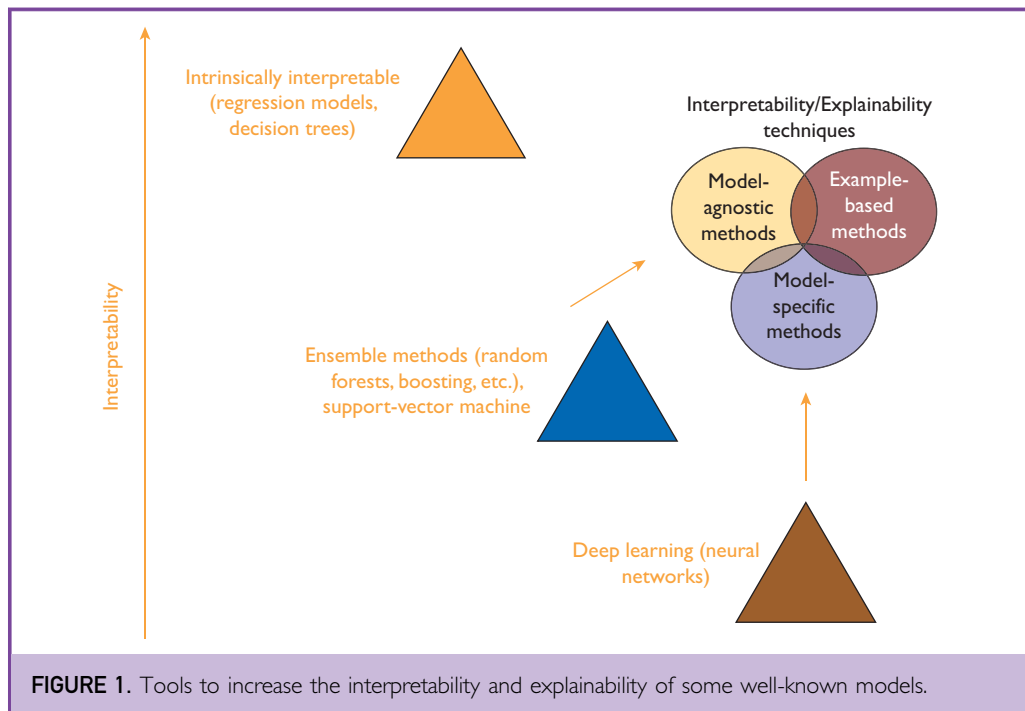 Intrinsically interpretable
(regression models,
decision trees)
Interpretability/Explainability
techniques
Model-
agnostic
methods
Example-
based
methods
Model-
specific
methods
Interpretability
Ensemble methods (random
forests, boosting, etc.),
support-vector machine
Deep learning (neural
networks)
FIGURE 1. Tools to increase the interpretability and explainability of some well-known models.